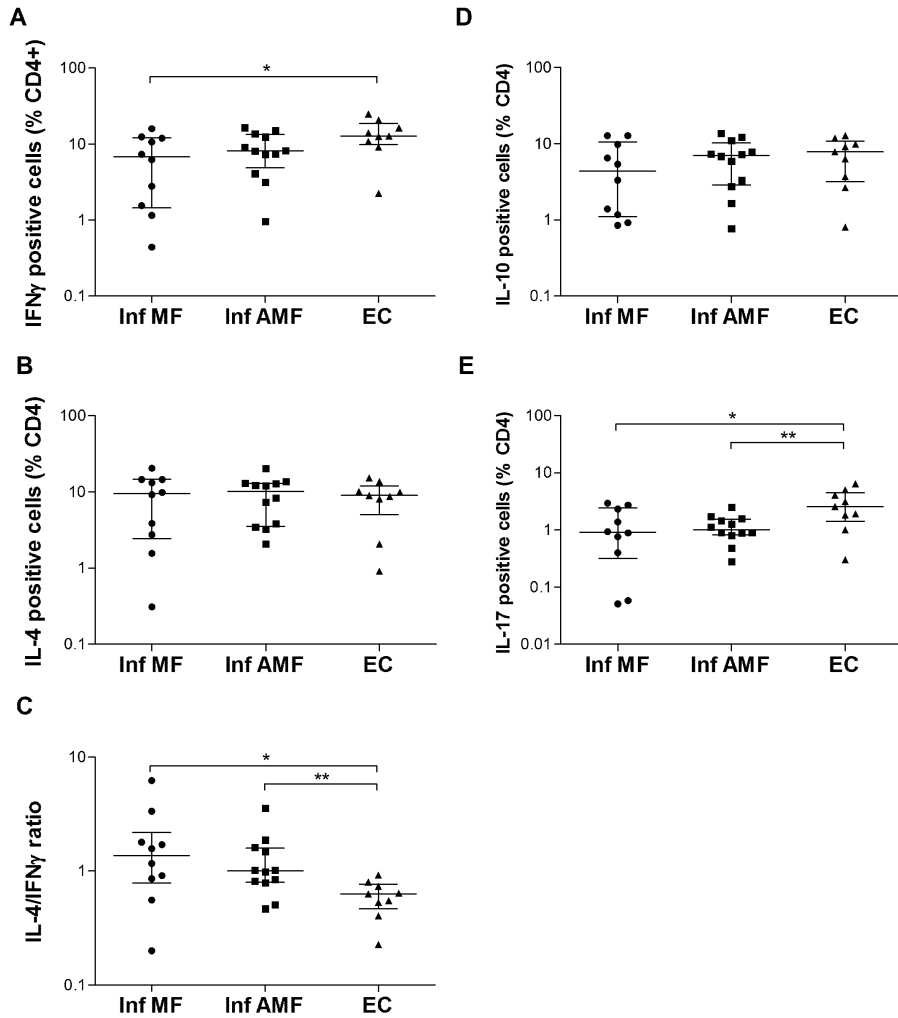 A
IFNγ positive cells (% CD4+)
100
10
1
0.1
*
Inf MF Inf AMF EC
D
IL-10 positive cells (% CD4)
100
10
1
0.1
Inf MF Inf AMF EC
B
IL-4 positive cells (% CD4)
100
10
1
0.1
Inf MF Inf AMF EC
E
IL-17 positive cells (% CD4)
100
10
1
0.1
0.01
*
**
Inf MF Inf AMF EC
C
IL-4/IFNγ ratio
10
1
0.1
*
**
Inf MF Inf AMF EC